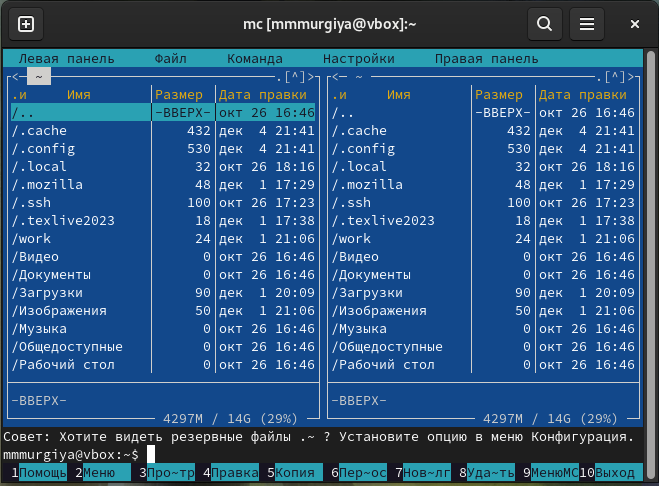 mc [mmmurgiya@vbox]:~
Левая панель Файл Команда Настройки Правая панель
<─ ~ .[^]> <─ ~ .[^]>
.и Имя Размер Дата правки .и Имя Размер Дата правки
/.. -ВВЕРХ- окт 26 16:46 /.. -ВВЕРХ- окт 26 16:46
/.cache 432 дек 4 21:41 /.cache 432 дек 4 21:41
/.config 530 дек 4 21:41 /.config 530 дек 4 21:41
/.local 32 окт 26 18:16 /.local 32 окт 26 18:16
/.mozilla 48 дек 1 17:29 /.mozilla 48 дек 1 17:29
/.ssh 100 окт 26 17:23 /.ssh 100 окт 26 17:23
/.texlive2023 18 дек 1 17:38 /.texlive2023 18 дек 1 17:38
/work 24 дек 1 21:06 /work 24 дек 1 21:06
/Видео 0 окт 26 16:46 /Видео 0 окт 26 16:46
/Документы 0 окт 26 16:46 /Документы 0 окт 26 16:46
/Загрузки 90 дек 1 20:09 /Загрузки 90 дек 1 20:09
/Изображения 50 дек 1 21:06 /Изображения 50 дек 1 21:06
/Музыка 0 окт 26 16:46 /Музыка 0 окт 26 16:46
/Общедоступные 0 окт 26 16:46 /Общедоступные 0 окт 26 16:46
/Рабочий стол 0 окт 26 16:46 /Рабочий стол 0 окт 26 16:46
-ВВЕРХ- -ВВЕРХ-
4297M / 14G (29%) 4297M / 14G (29%)
Совет: Хотите видеть резервные файлы .~ ? Установите опцию в меню Конфигурация.
mmmurgiya@vbox:~$
1Помощь 2Меню 3Про~тр 4Правка 5Копия 6Пер~ос 7Нов~лг 8Уда~ть 9МенюMC 10Выход